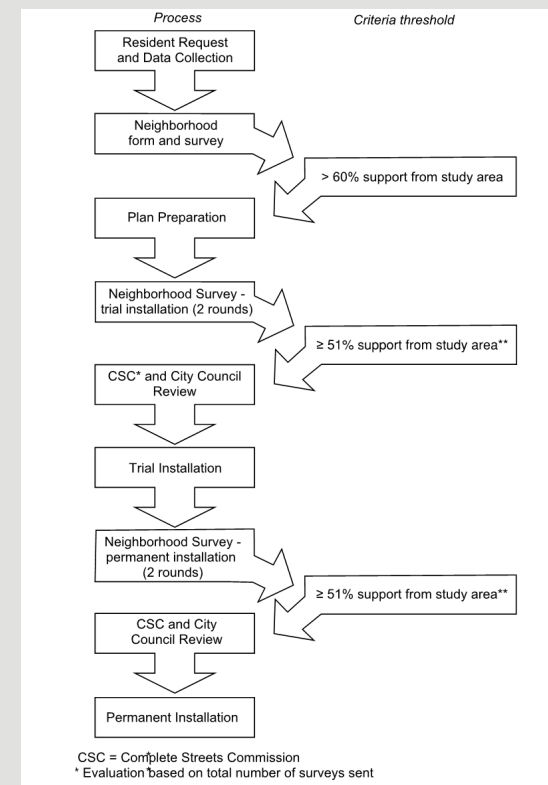 Process
Criteria threshold
Resident Request
and Data Collection
Neighborhood
form and survey
> 60% support from study area
Plan Preparation
Neighborhood Survey -
trial installation (2 rounds)
≥ 51% support from study area**
CSC* and City Council
Review
Trial Installation
Neighborhood Survey -
permanent installation
(2 rounds)
≥ 51% support from study area**
CSC and City
Council Review
Permanent Installation
CSC = Complete Streets Commission
* Evaluation *based on total number of surveys sent